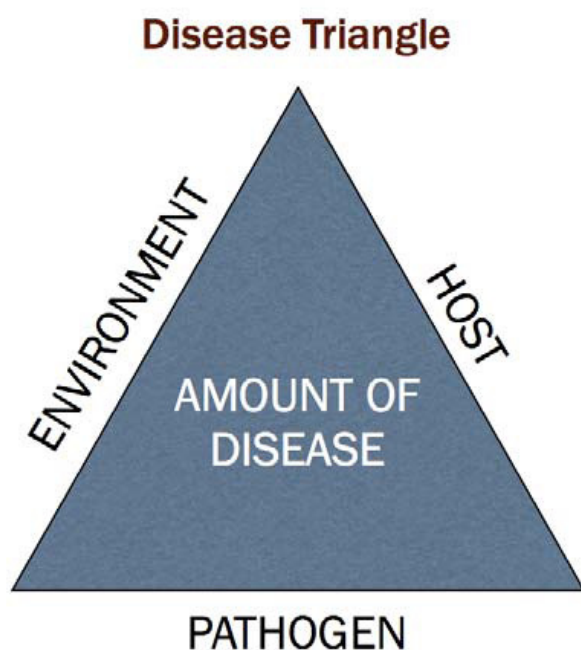 Disease Triangle
ENVIRONMENT
HOST
AMOUNT OF
DISEASE
PATHOGEN